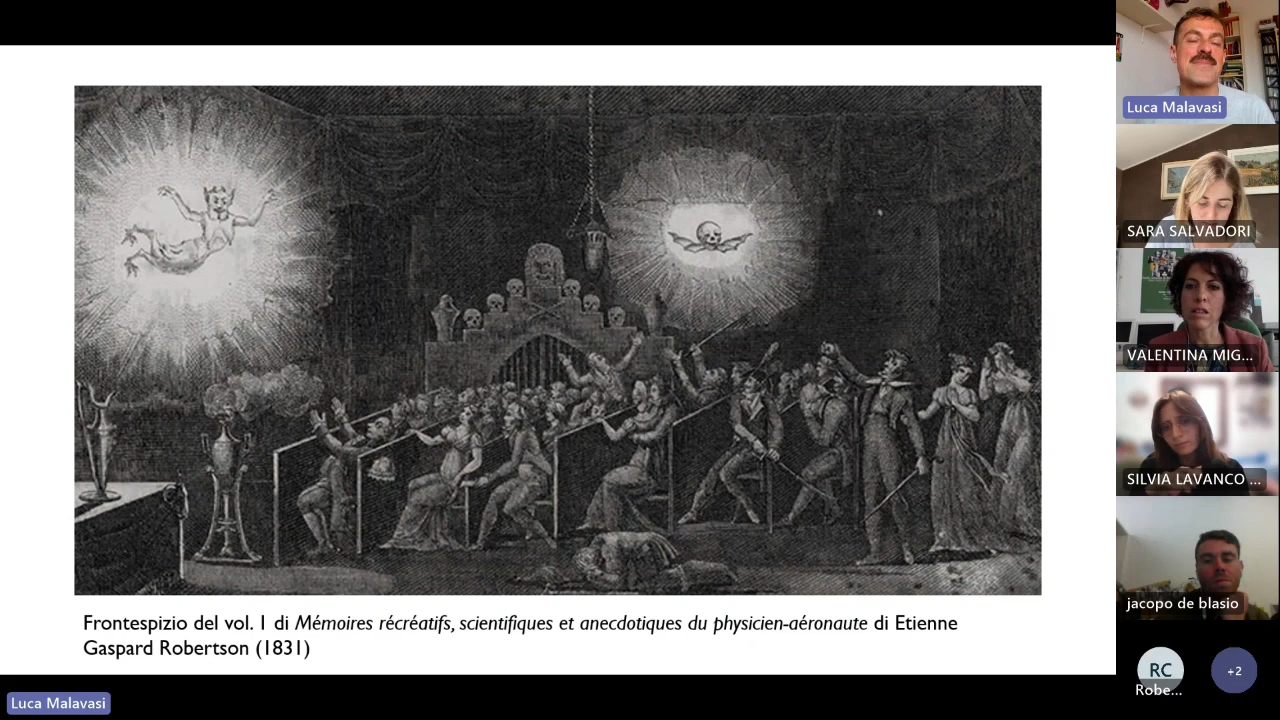 Luca Malavasi
SARA SALVADORI
VALENTINA MIG...
SILVIA LAVANCO ...
jacopo de blasio
RC
Robe...
+2
Frontespizio del vol. 1 di Mémoires récréatifs, scientifiques et anecdotiques du physicien-aéronaute di Etienne
Gaspard Robertson (1831)
Luca Malavasi